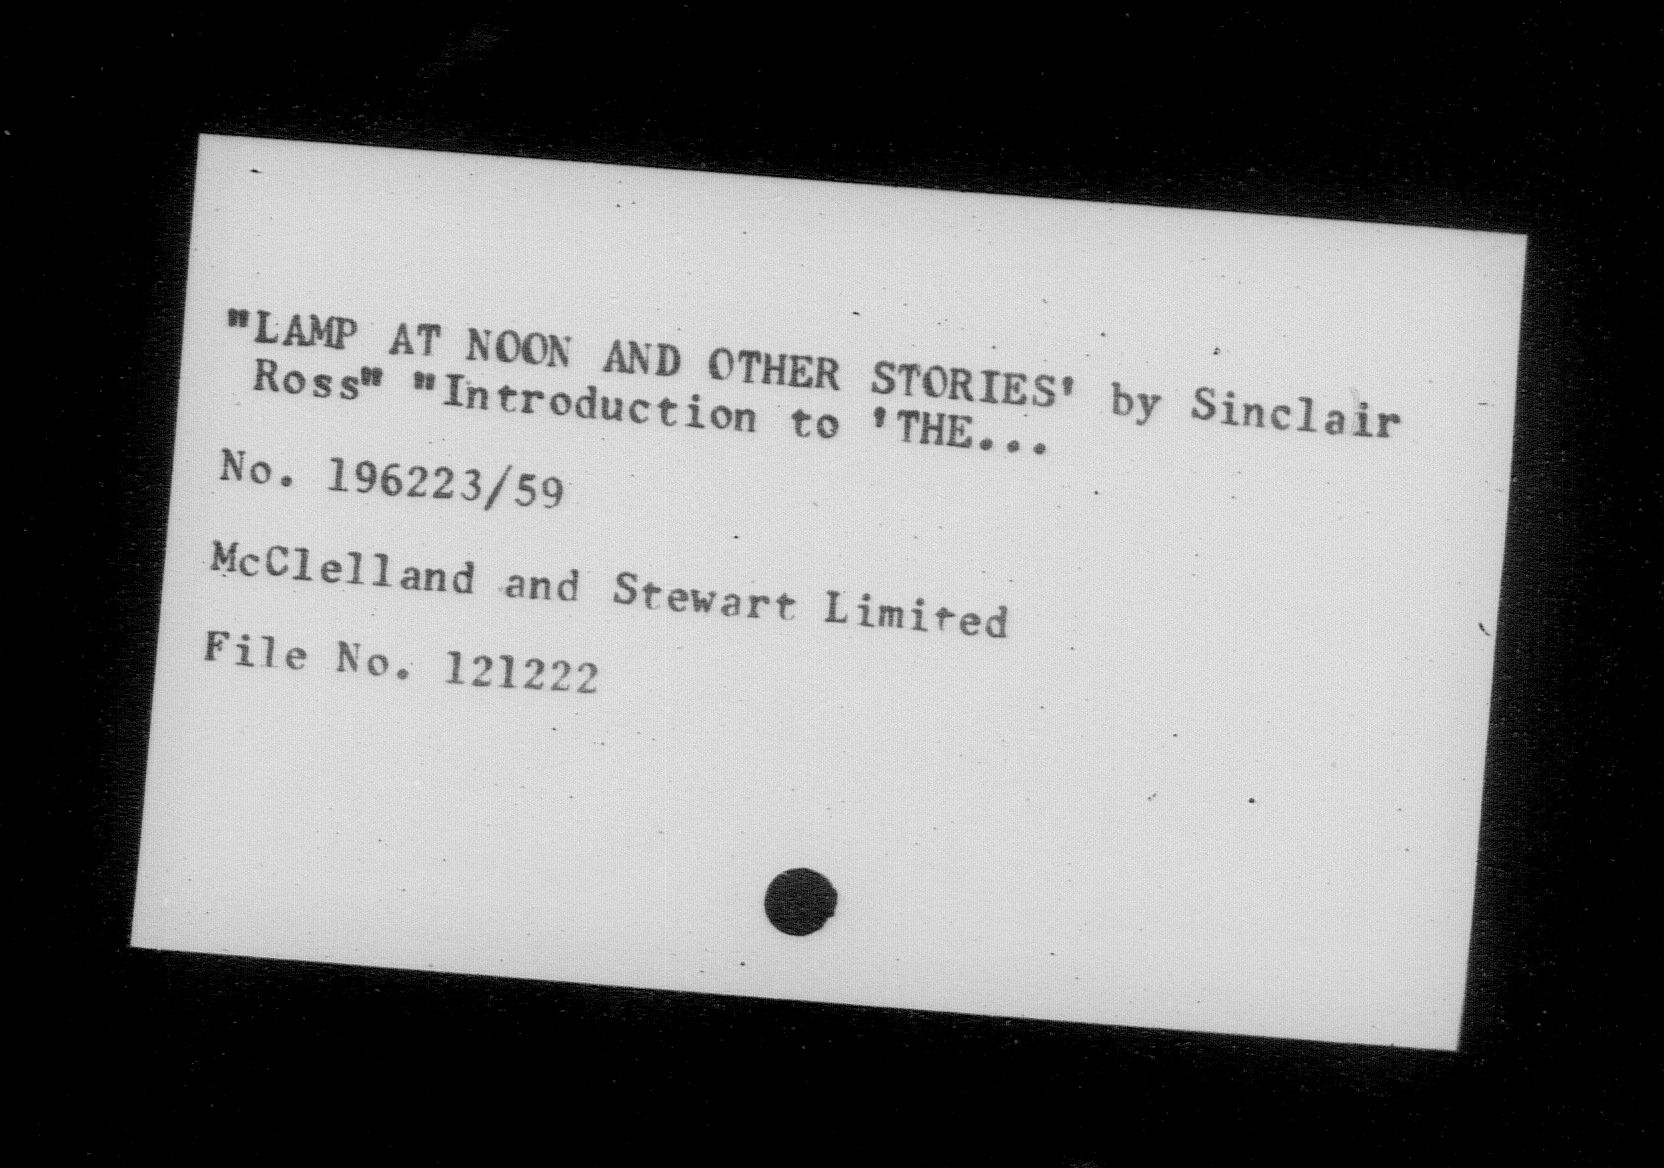 "LAMP AT NOON AND OTHER STORIES' by Sinclair
Ross" "Introduction to 'THE...
No. 196223/59
McClelland and Stewart Limited
File No. 121222